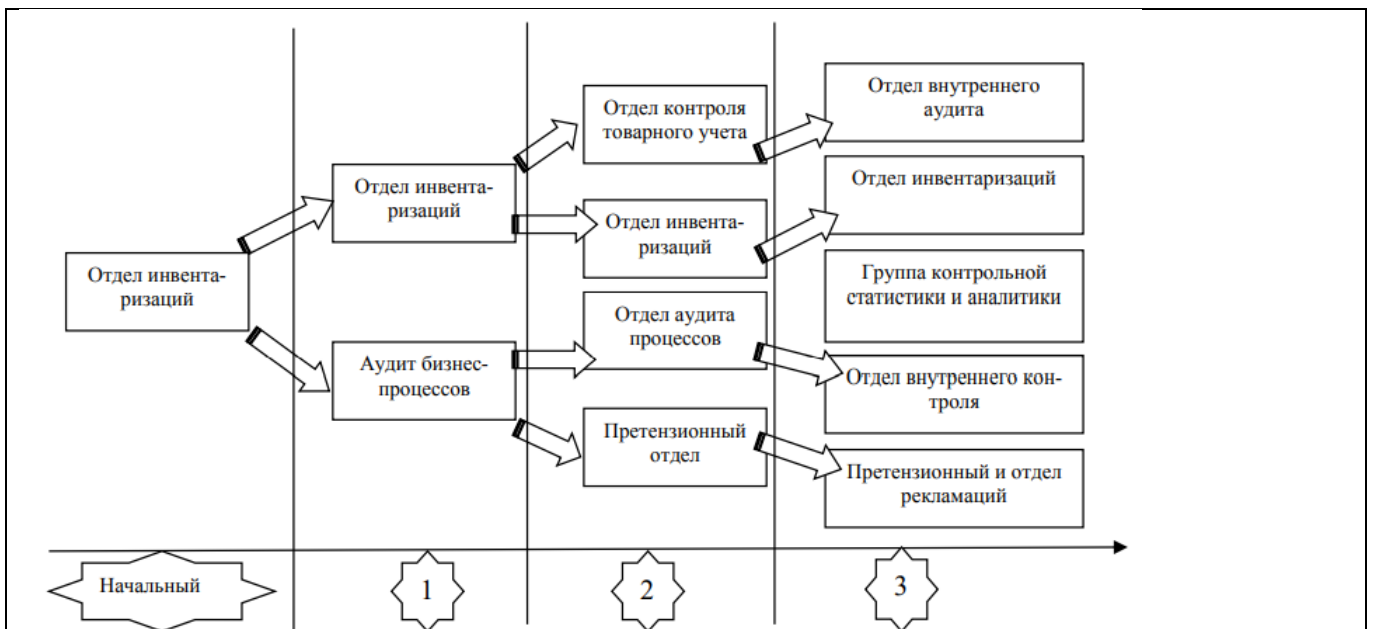 Отдел инвента-
ризаций
Отдел инвента-
ризаций
Аудит бизнес-
процессов
Отдел контроля
товарного учета
Отдел инвента-
ризаций
Отдел аудита
процессов
Претензионный
отдел
Отдел внутреннего
аудита
Отдел инвентаризаций
Группа контрольной
статистики и аналитики
Отдел внутреннего кон-
троля
Претензионный и отдел
рекламаций
Начальный
1
2
3